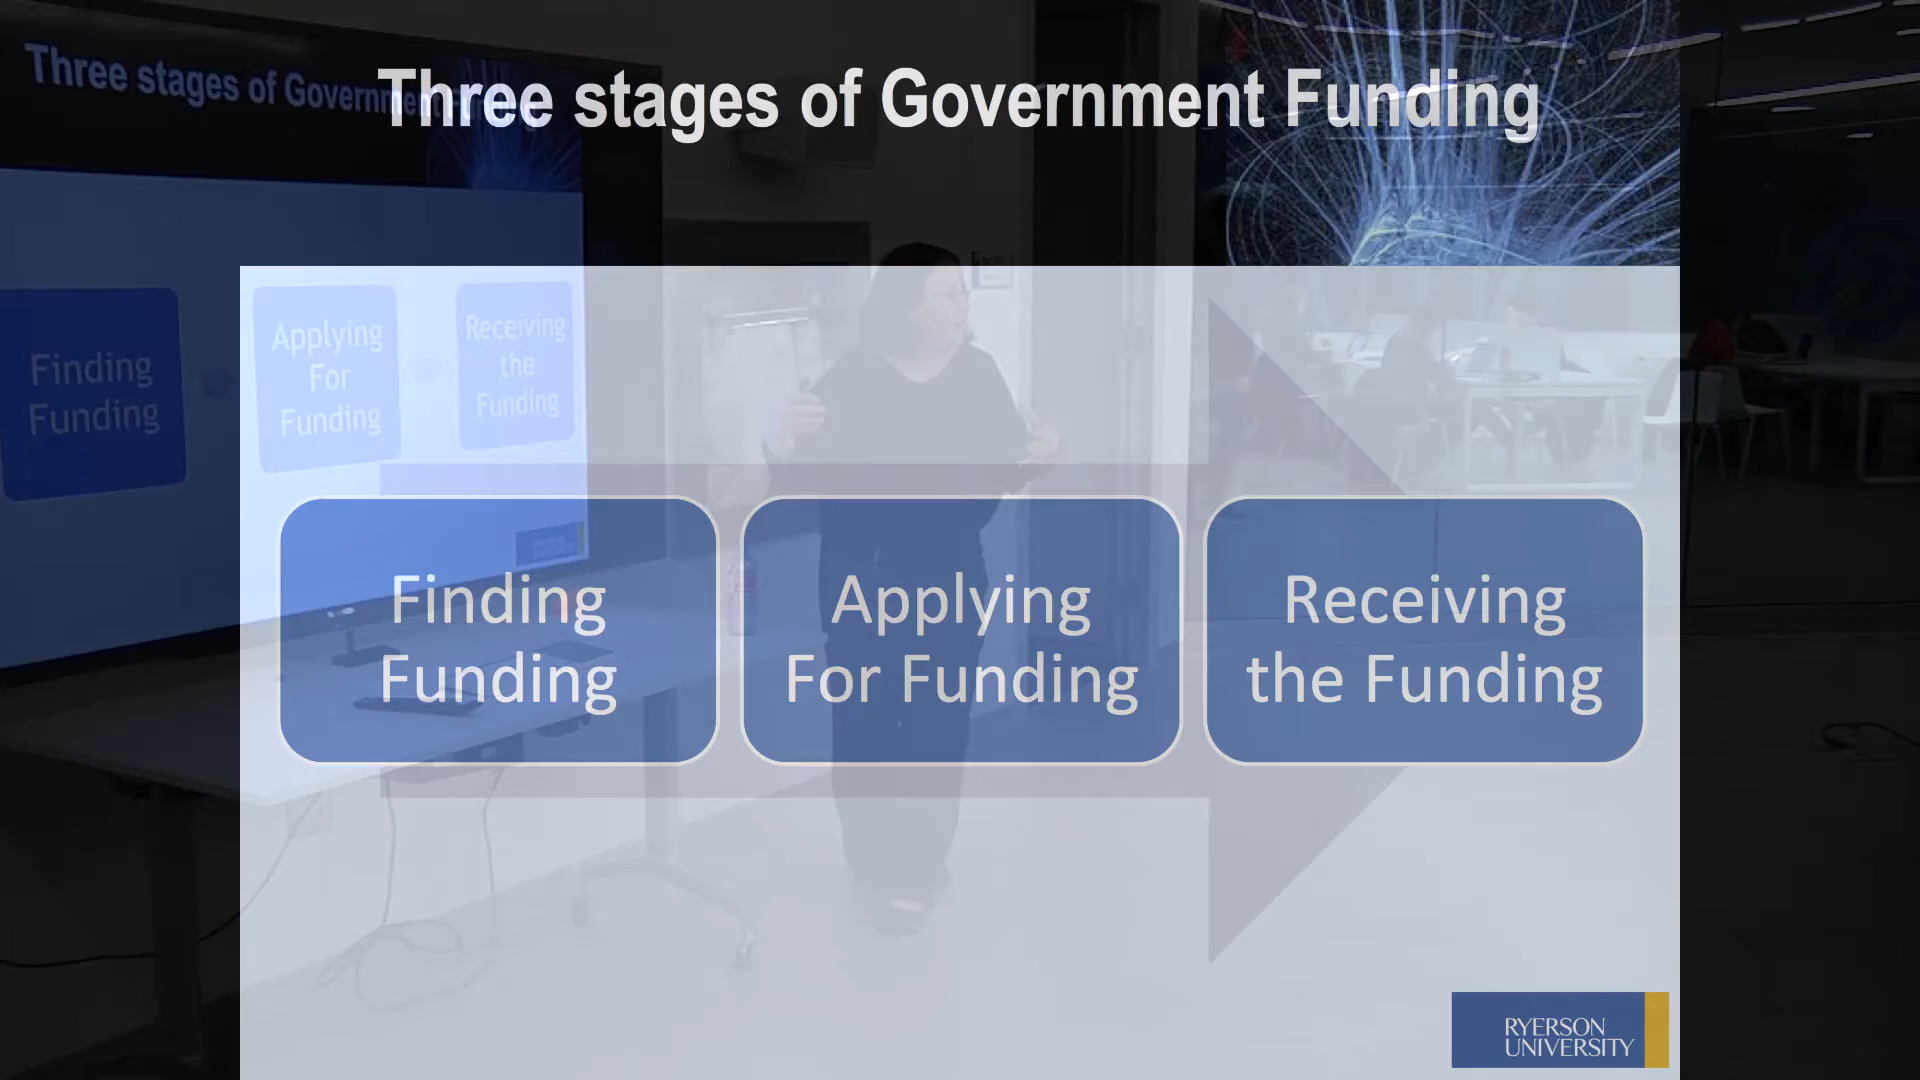 Three stages of Government Funding
Finding
Funding
Applying
For Funding
Receiving
the Funding
RYERSON
UNIVERSITY
Three stages of Governmen
Finding
Funding
Applying
For
Funding
Receiving
the
Funding